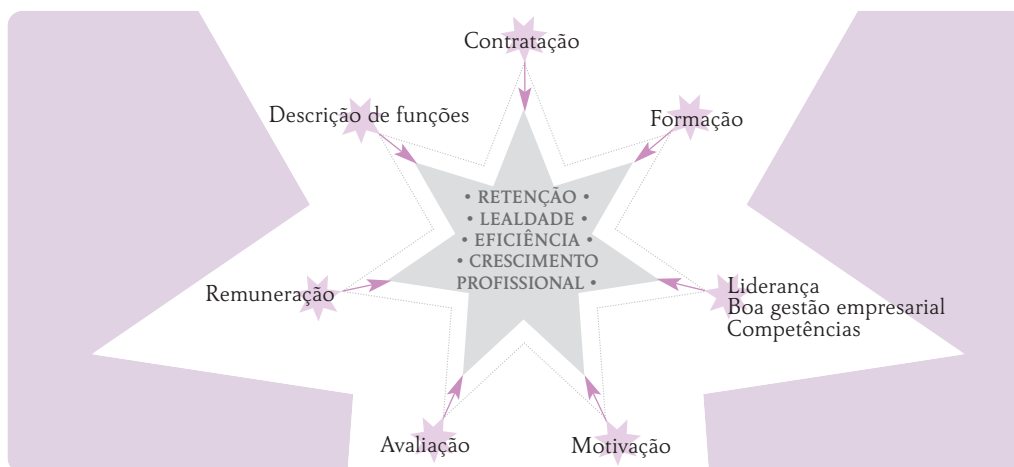 Contratação
Descrição de funções
Formação
• RETENÇÃO •
• LEALDADE •
• EFICIÊNCIA •
• CRESCIMENTO
PROFISSIONAL •
Remuneração
Liderança
Boa gestão empresarial
Competências
Avaliação
Motivação